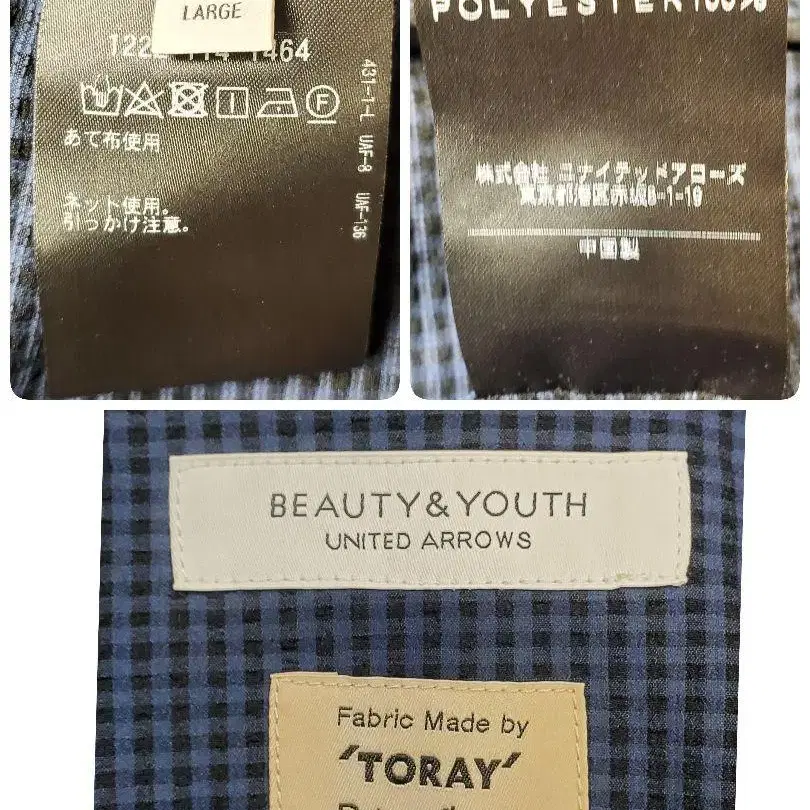 LARGE
1222 114 1464
あて布使用
ネット使用。
引っかけ注意。
431-1-L UAF-8 UAF-136
POLYESTER100%
株式会社 ユナイテッドアローズ
東京都港区赤坂8-1-19
中国製
BEAUTY&YOUTH
UNITED ARROWS
Fabric Made by
'TORAY'